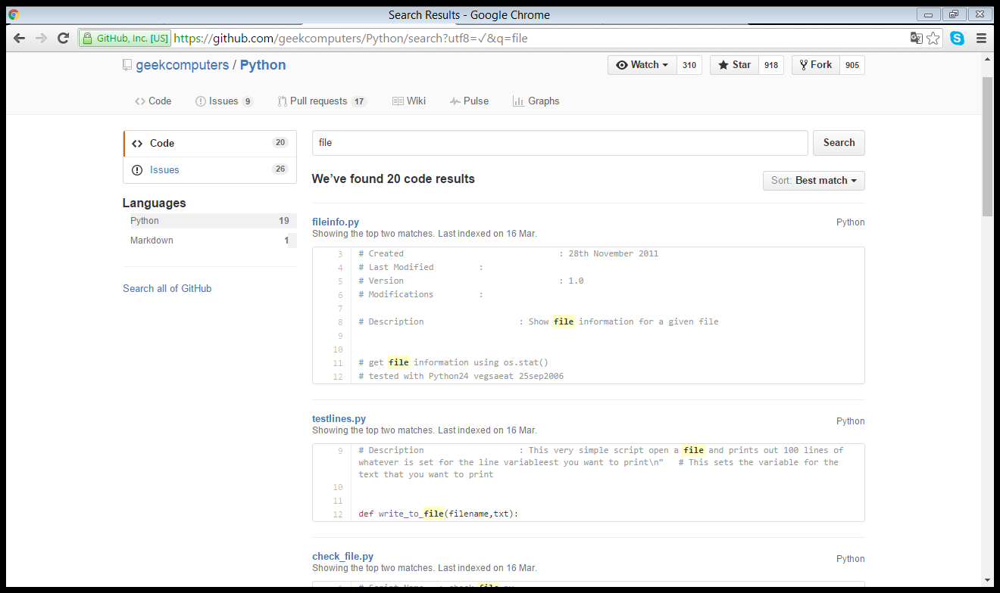 Search Results - Google Chrome
GitHub, Inc. [US] https://github.com/geekcomputers/Python/search?utf8=✓&q=file
geekcomputers / Python
Watch 310 Star 918 Fork 905
Code Issues 9 Pull requests 17 Wiki Pulse Graphs
Code 20
Issues 26
Languages
Python 19
Markdown 1
Search all of GitHub
file Search
We've found 20 code results Sort: Best match
fileinfo.py Python
Showing the top two matches. Last indexed on 16 Mar.
3 # Created : 28th November 2011
4 # Last Modified :
5 # Version : 1.0
6 # Modifications :
7
8 # Description : Show file information for a given file
9
10
11 # get file information using os.stat()
12 # tested with Python24 vegsaeat 25sep2006
testlines.py Python
Showing the top two matches. Last indexed on 16 Mar.
9 # Description : This very simple script open a file and prints out 100 lines of
whatever is set for the line variableest you want to print\n" # This sets the variable for the
text that you want to print
10
11
12 def write_to_file(filename,txt):
check_file.py Python
Showing the top two matches. Last indexed on 16 Mar.